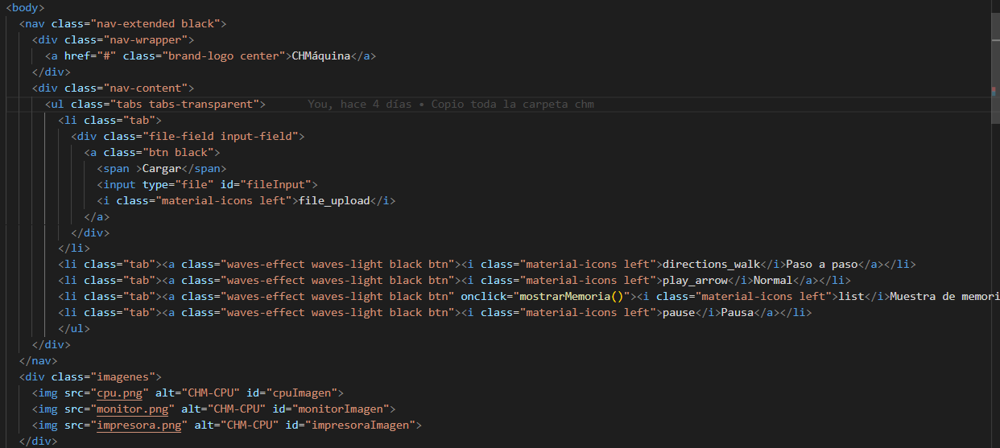 <body>
<nav class="nav-extended black">
<div class="nav-wrapper">
<a href="#" class="brand-logo center">CHMáquina</a>
</div>
<div class="nav-content">
<ul class="tabs tabs-transparent"> You, hace 4 días • Copio toda la carpeta chm
<li class="tab">
<div class="file-field input-field">
<a class="btn black">
<span >Cargar</span>
<input type="file" id="fileInput">
<i class="material-icons left">file_upload</i>
</a>
</div>
</li>
<li class="tab"><a class="waves-effect waves-light black btn"><i class="material-icons left">directions_walk</i>Paso a paso</a></li>
<li class="tab"><a class="waves-effect waves-light black btn"><i class="material-icons left">play_arrow</i>Normal</a></li>
<li class="tab"><a class="waves-effect waves-light black btn" onclick="mostrarMemoria()"><i class="material-icons left">list</i>Muestra de memori
<li class="tab"><a class="waves-effect waves-light black btn"><i class="material-icons left">pause</i>Pausa</a></li>
</ul>
</div>
</nav>
<div class="imagenes">
<img src="cpu.png" alt="CHM-CPU" id="cpuImagen">
<img src="monitor.png" alt="CHM-CPU" id="monitorImagen">
<img src="impresora.png" alt="CHM-CPU" id="impresoraImagen">
</div>